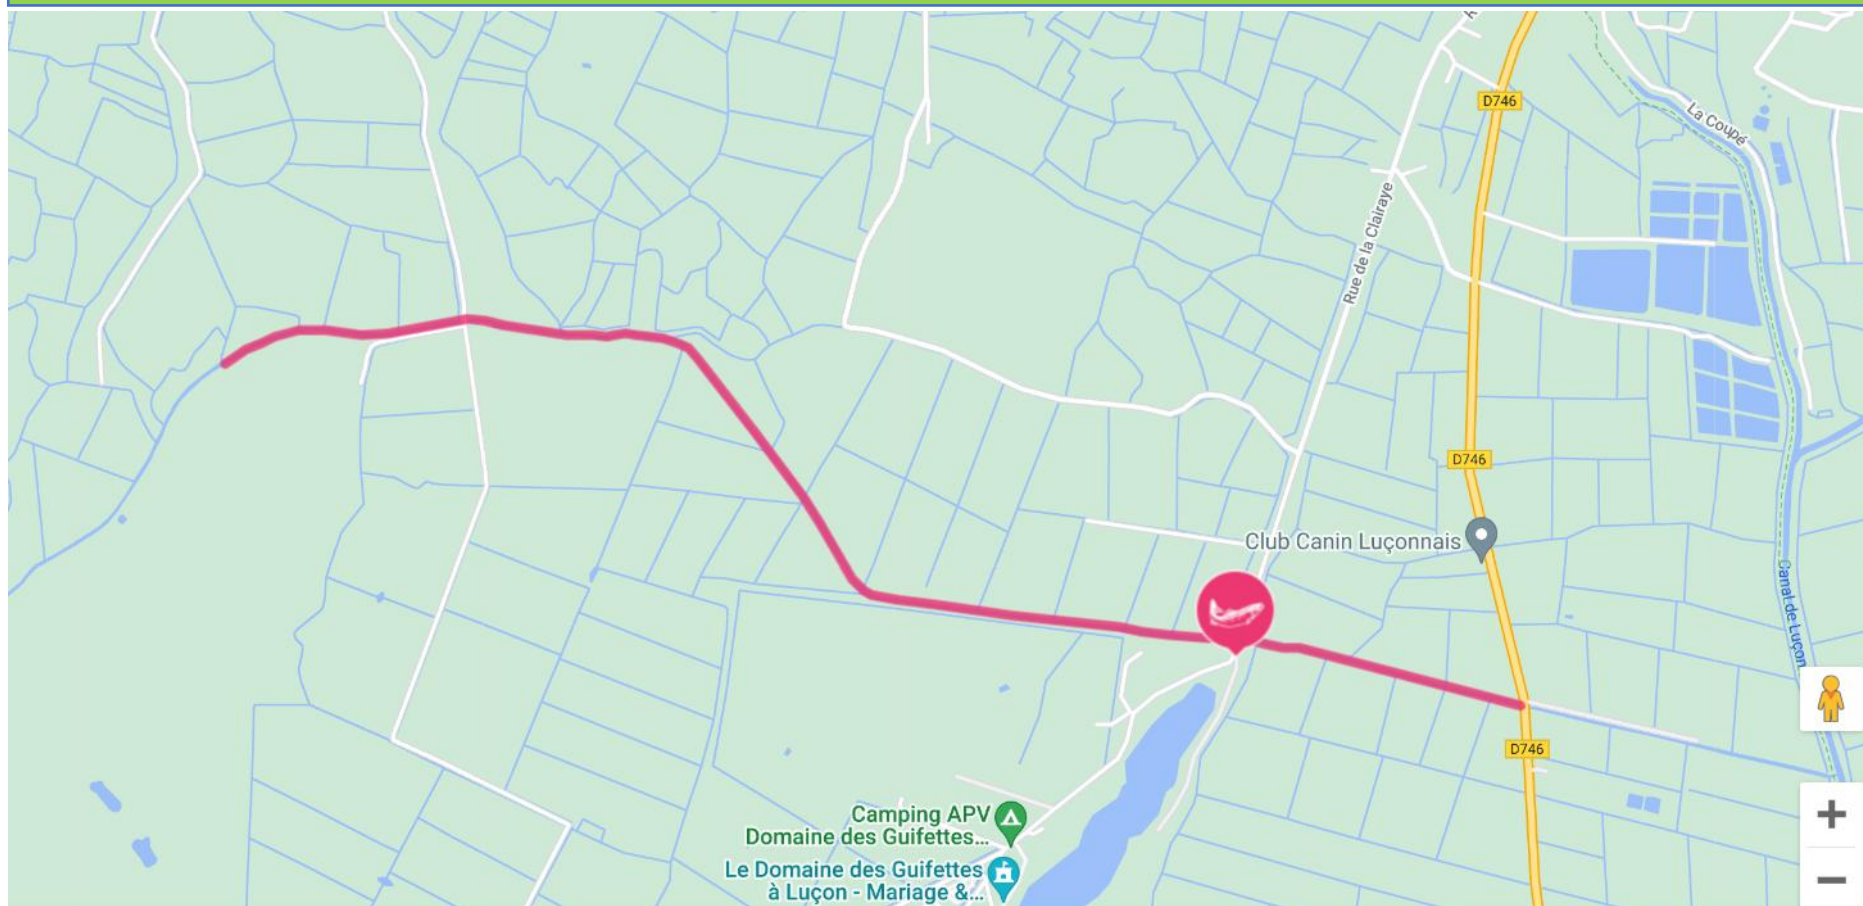 D746
La Coupé
Rue de la Clairaye
D746
Club Canin Luçonnais
Canal de Luçon
D746
Camping APV
Domaine des Guifettes...
Le Domaine des Guifettes
à Luçon - Mariage &...